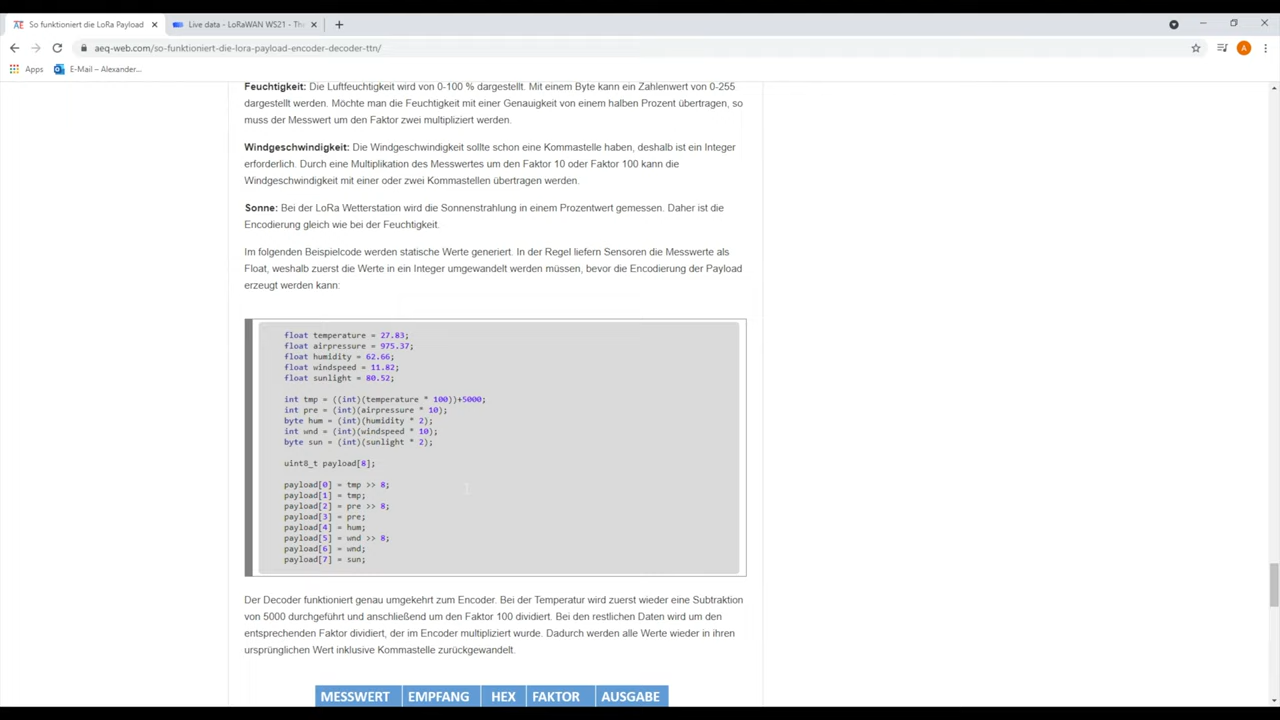 So funktioniert die LoRa Payload
Live data - LoRaWAN WS21 - The
aeq-web.com/so-funktioniert-die-lora-payload-encoder-decoder-ttn/
A
Apps
E-Mail – Alexander...
Feuchtigkeit: Die Luftfeuchtigkeit wird von 0-100 % dargestellt. Mit einem Byte kann ein Zahlenwert von 0-255
dargestellt werden. Möchte man die Feuchtigkeit mit einer Genauigkeit von einem halben Prozent übertragen, so
muss der Messwert um den Faktor zwei multipliziert werden.
Windgeschwindigkeit: Die Windgeschwindigkeit sollte schon eine Kommastelle haben, deshalb ist ein Integer
erforderlich. Durch eine Multiplikation des Messwertes um den Faktor 10 oder Faktor 100 kann die
Windgeschwindigkeit mit einer oder zwei Kommastellen übertragen werden.
Sonne: Bei der LoRa Wetterstation wird die Sonnenstrahlung in einem Prozentwert gemessen. Daher ist die
Encodierung gleich wie bei der Feuchtigkeit.
Im folgenden Beispielcode werden statische Werte generiert. In der Regel liefern Sensoren die Messwerte als
Float, weshalb zuerst die Werte in ein Integer umgewandelt werden müssen, bevor die Encodierung der Payload
erzeugt werden kann:
float temperature = 27.83;
float airpressure = 975.37;
float humidity = 62.66;
float windspeed = 11.82;
float sunlight = 80.52;
int tmp = ((int)(temperature * 100))+5000;
int pre = (int)(airpressure * 10);
byte hum = (int)(humidity * 2);
int wnd = (int)(windspeed * 10);
byte sun = (int)(sunlight * 2);
uint8_t payload[8];
payload[0] = tmp >> 8;
payload[1] = tmp;
payload[2] = pre >> 8;
payload[3] = pre;
payload[4] = hum;
payload[5] = wnd >> 8;
payload[6] = wnd;
payload[7] = sun;
Der Decoder funktioniert genau umgekehrt zum Encoder. Bei der Temperatur wird zuerst wieder eine Subtraktion
von 5000 durchgeführt und anschließend um den Faktor 100 dividiert. Bei den restlichen Daten wird um den
entsprechenden Faktor dividiert, der im Encoder multipliziert wurde. Dadurch werden alle Werte wieder in ihren
ursprünglichen Wert inklusive Kommastelle zurückgewandelt.
MESSWERT EMPFANG HEX FAKTOR AUSGABE